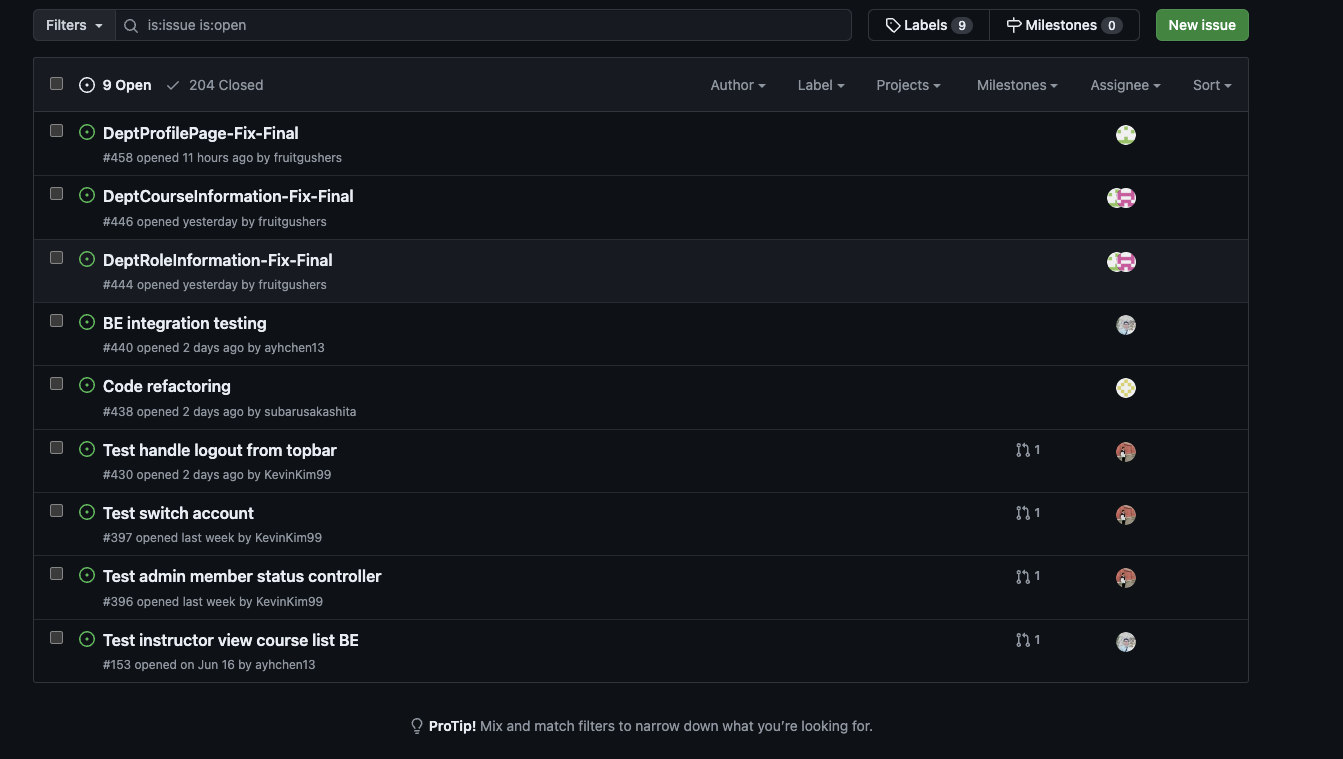 Filters
is:issue is:open
Labels 9
Milestones 0
New issue
9 Open 204 Closed Author Label Projects Milestones Assignee Sort
DeptProfilePage-Fix-Final
#458 opened 11 hours ago by fruitgushers
DeptCourseInformation-Fix-Final
#446 opened yesterday by fruitgushers
DeptRoleInformation-Fix-Final
#444 opened yesterday by fruitgushers
BE integration testing
#440 opened 2 days ago by ayhchen13
Code refactoring
#438 opened 2 days ago by subarusakashita
Test handle logout from topbar 1
#430 opened 2 days ago by KevinKim99
Test switch account 1
#397 opened last week by KevinKim99
Test admin member status controller 1
#396 opened last week by KevinKim99
Test instructor view course list BE 1
#153 opened on Jun 16 by ayhchen13
ProTip! Mix and match filters to narrow down what you’re looking for.